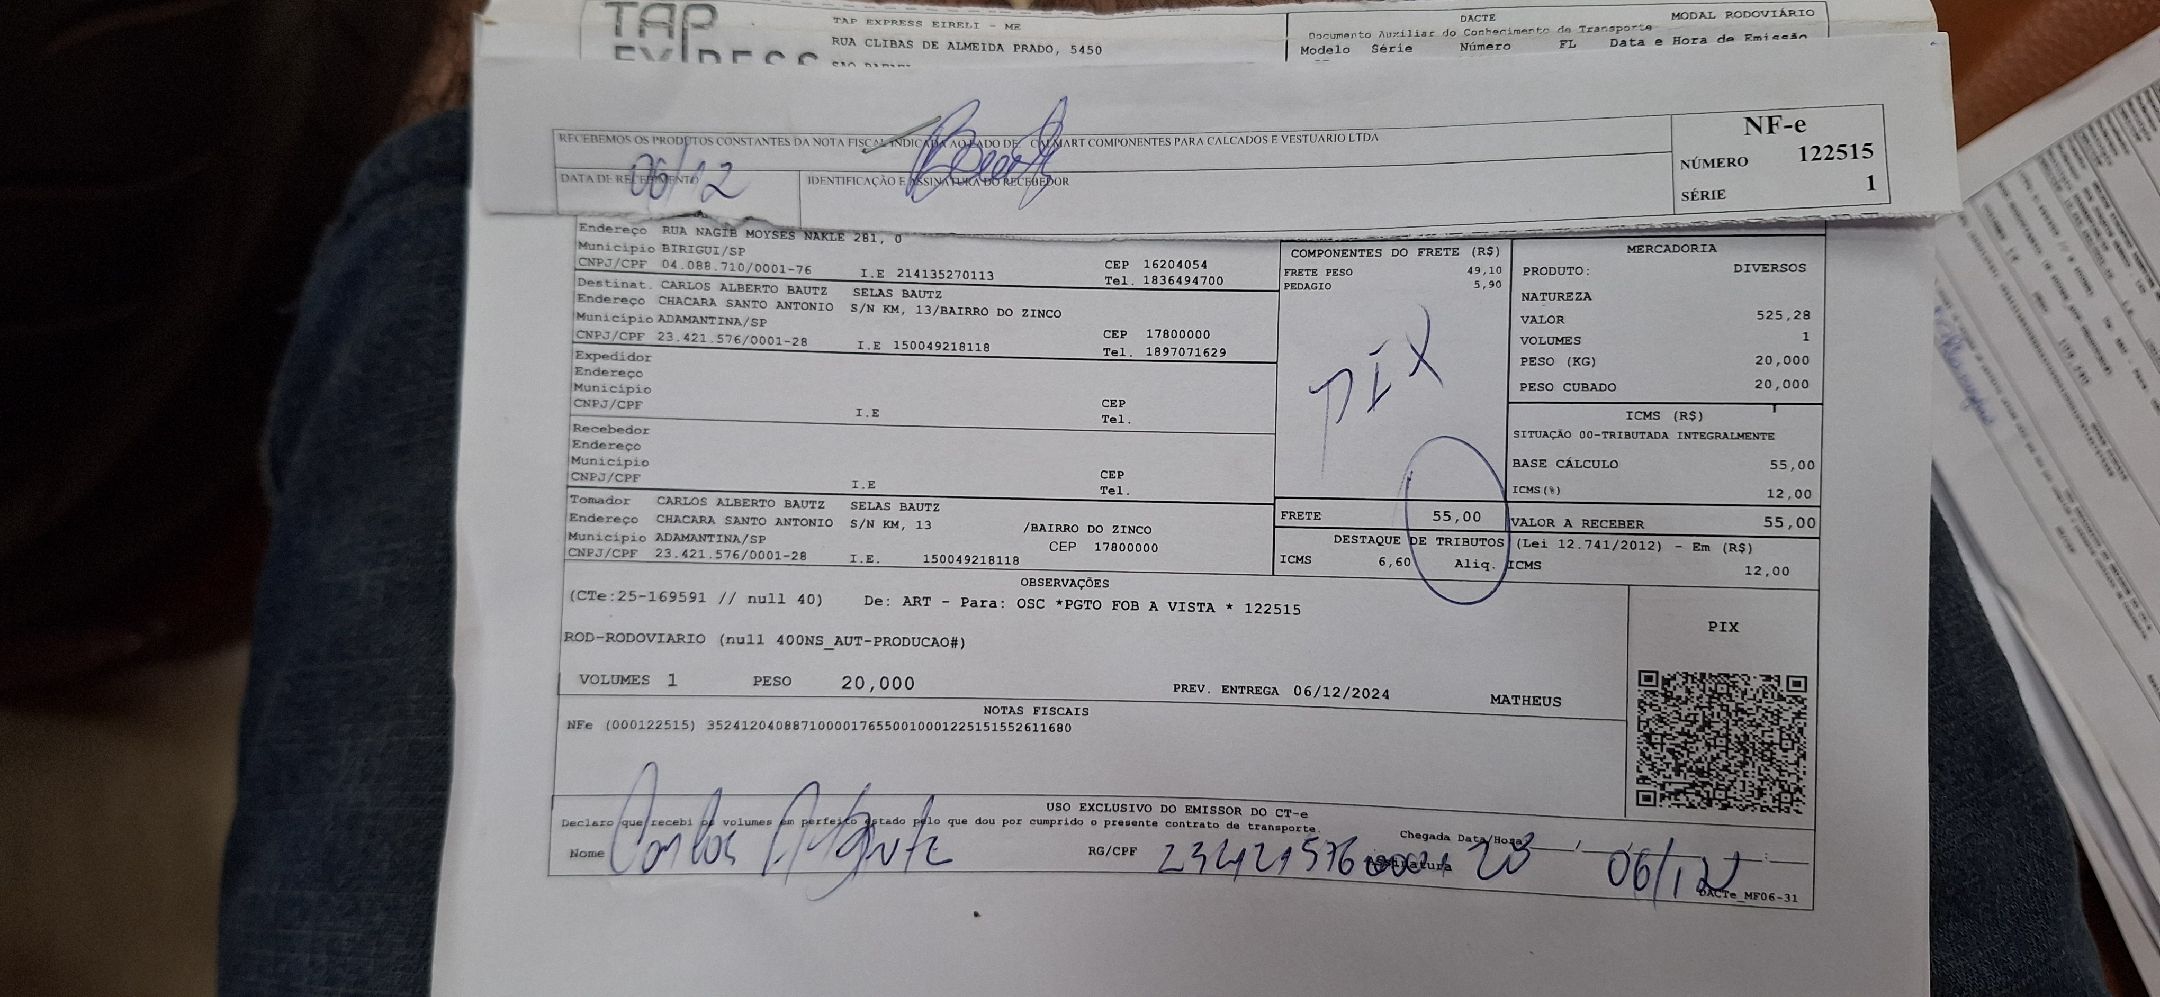 TAP EXPRESS
TAP EXPRESS EIRELI - ME
RUA CLIBAS DE ALMEIDA PRADO, 5450
DACTE
MODAL RODOVIÁRIO
Documento Auxiliar do Conhecimento de Transporte
Modelo Série Número FL Data e Hora de Emissão
RECEBEMOS OS PRODUTOS CONSTANTES DA NOTA FISCAL INDICADA AO LADO DE CALMART COMPONENTES PARA CALCADOS E VESTUARIO LTDA
DATA DE RECEBIMENTO
06/12
IDENTIFICAÇÃO E ASSINATURA DO RECEBEDOR
NF-e
NÚMERO 122515
SÉRIE 1
Endereço RUA NAGIB MOYSES NAKLE 281, 0
Município BIRIGUI/SP
CNPJ/CPF 04.088.710/0001-76 I.E 214135270113
CEP 16204054
Tel. 1836494700
Destinat. CARLOS ALBERTO BAUTZ SELAS BAUTZ
Endereço CHACARA SANTO ANTONIO S/N KM, 13/BAIRRO DO ZINCO
Município ADAMANTINA/SP
CNPJ/CPF 23.421.576/0001-28 I.E 150049218118
CEP 17800000
Tel. 1897071629
Expedidor
Endereço
Município
CNPJ/CPF I.E
CEP
Tel.
Recebedor
Endereço
Município
CNPJ/CPF I.E
CEP
Tel.
Tomador CARLOS ALBERTO BAUTZ SELAS BAUTZ
Endereço CHACARA SANTO ANTONIO S/N KM, 13 /BAIRRO DO ZINCO
Município ADAMANTINA/SP CEP 17800000
CNPJ/CPF 23.421.576/0001-28 I.E. 150049218118
COMPONENTES DO FRETE (R$)
FRETE PESO 49,10
PEDAGIO 5,90
PIX
FRETE 55,00
MERCADORIA
PRODUTO: DIVERSOS
NATUREZA
VALOR 525,28
VOLUMES 1
PESO (KG) 20,000
PESO CUBADO 20,000
ICMS (R$)
SITUAÇÃO 00-TRIBUTADA INTEGRALMENTE
BASE CÁLCULO 55,00
ICMS(%) 12,00
VALOR A RECEBER 55,00
DESTAQUE DE TRIBUTOS (Lei 12.741/2012) - Em (R$)
ICMS 6,60 Aliq. ICMS 12,00
OBSERVAÇÕES
(CTe:25-169591 // null 40) De: ART - Para: OSC *PGTO FOB A VISTA * 122515
ROD-RODOVIARIO (null 400NS_AUT-PRODUCAO#)
VOLUMES 1 PESO 20,000 PREV. ENTREGA 06/12/2024 MATHEUS
PIX
NOTAS FISCAIS
NFe (000122515) 35241204088710000176550010001225151552611680
USO EXCLUSIVO DO EMISSOR DO CT-e
Declaro que recebi os volumes em perfeito estado pelo que dou por cumprido o presente contrato de transporte.
Nome Carlos
RG/CPF
Assinatura
Chegada Data/Hora
06/12
DACTe_MF06-31